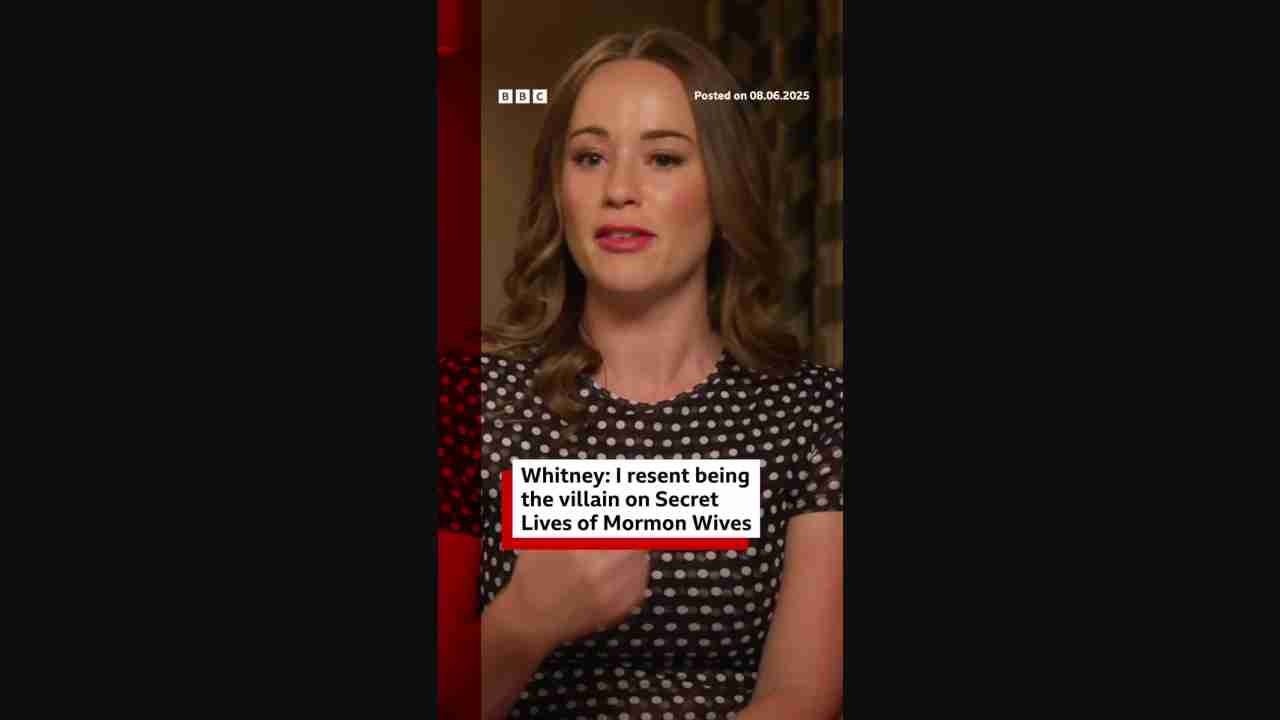 BBC
Posted on 08.06.2025
Whitney: I resent being
the villain on Secret
Lives of Mormon Wives